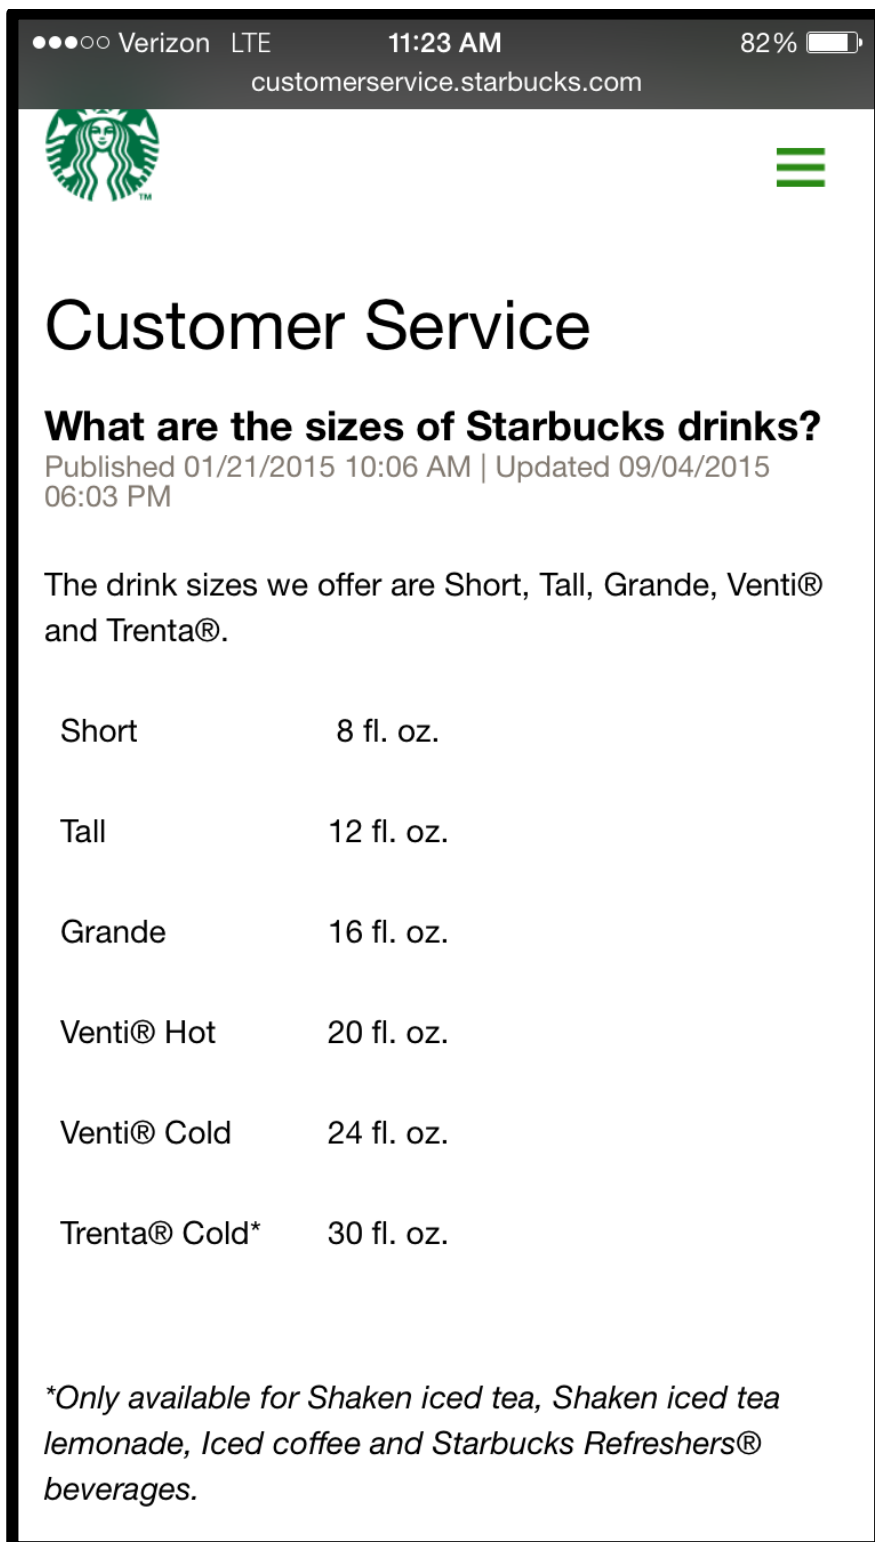 Verizon LTE 11:23 AM 82%
customerservice.starbucks.com
TM
Customer Service
What are the sizes of Starbucks drinks?
Published 01/21/2015 10:06 AM | Updated 09/04/2015
06:03 PM
The drink sizes we offer are Short, Tall, Grande, Venti®
and Trenta®.
Short 8 fl. oz.
Tall 12 fl. oz.
Grande 16 fl. oz.
Venti® Hot 20 fl. oz.
Venti® Cold 24 fl. oz.
Trenta® Cold* 30 fl. oz.
*Only available for Shaken iced tea, Shaken iced tea
lemonade, Iced coffee and Starbucks Refreshers®
beverages.